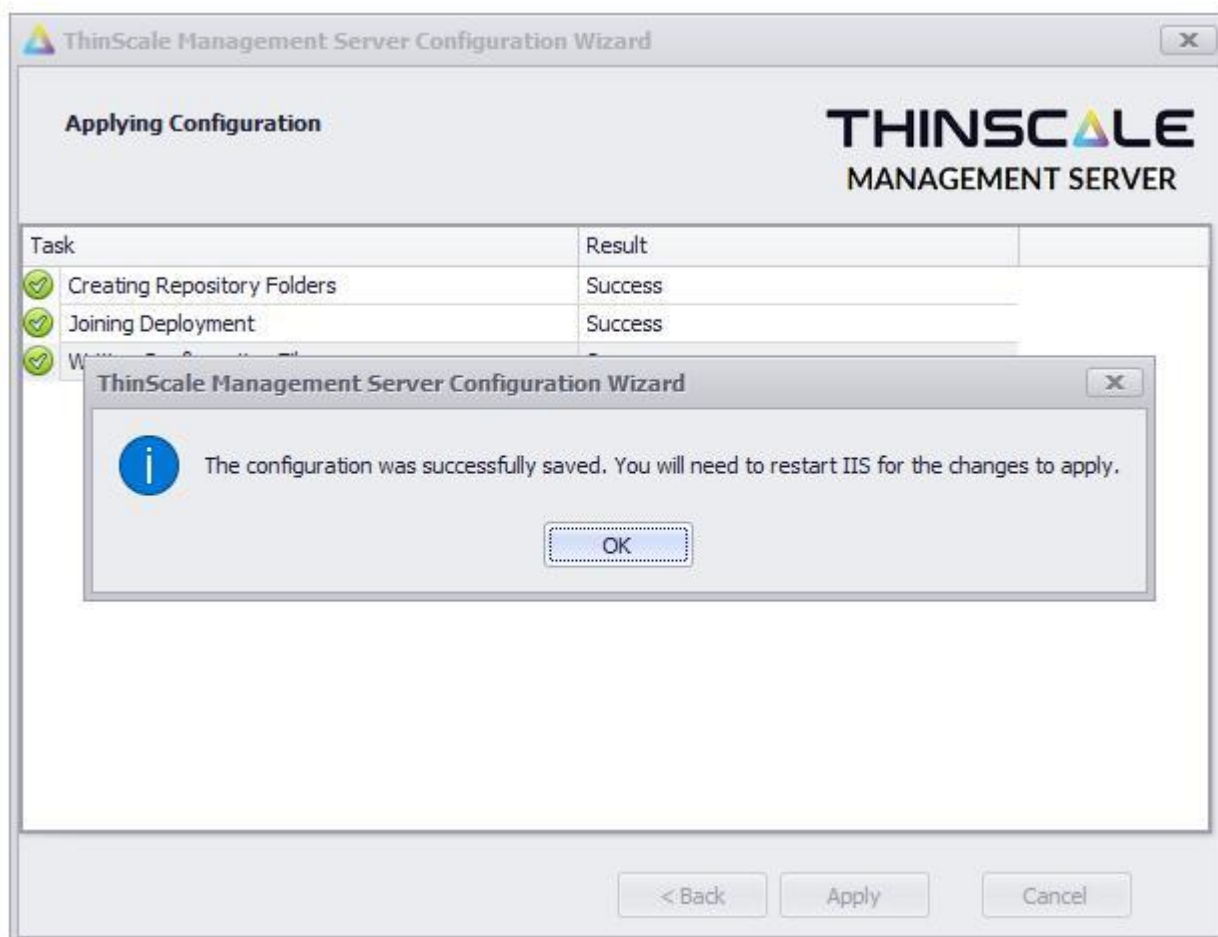 ThinScale Management Server Configuration Wizard
Applying Configuration
THINSCALE
MANAGEMENT SERVER
Task Result
Creating Repository Folders Success
Joining Deployment Success
ThinScale Management Server Configuration Wizard
The configuration was successfully saved. You will need to restart IIS for the changes to apply.
OK
< Back Apply Cancel